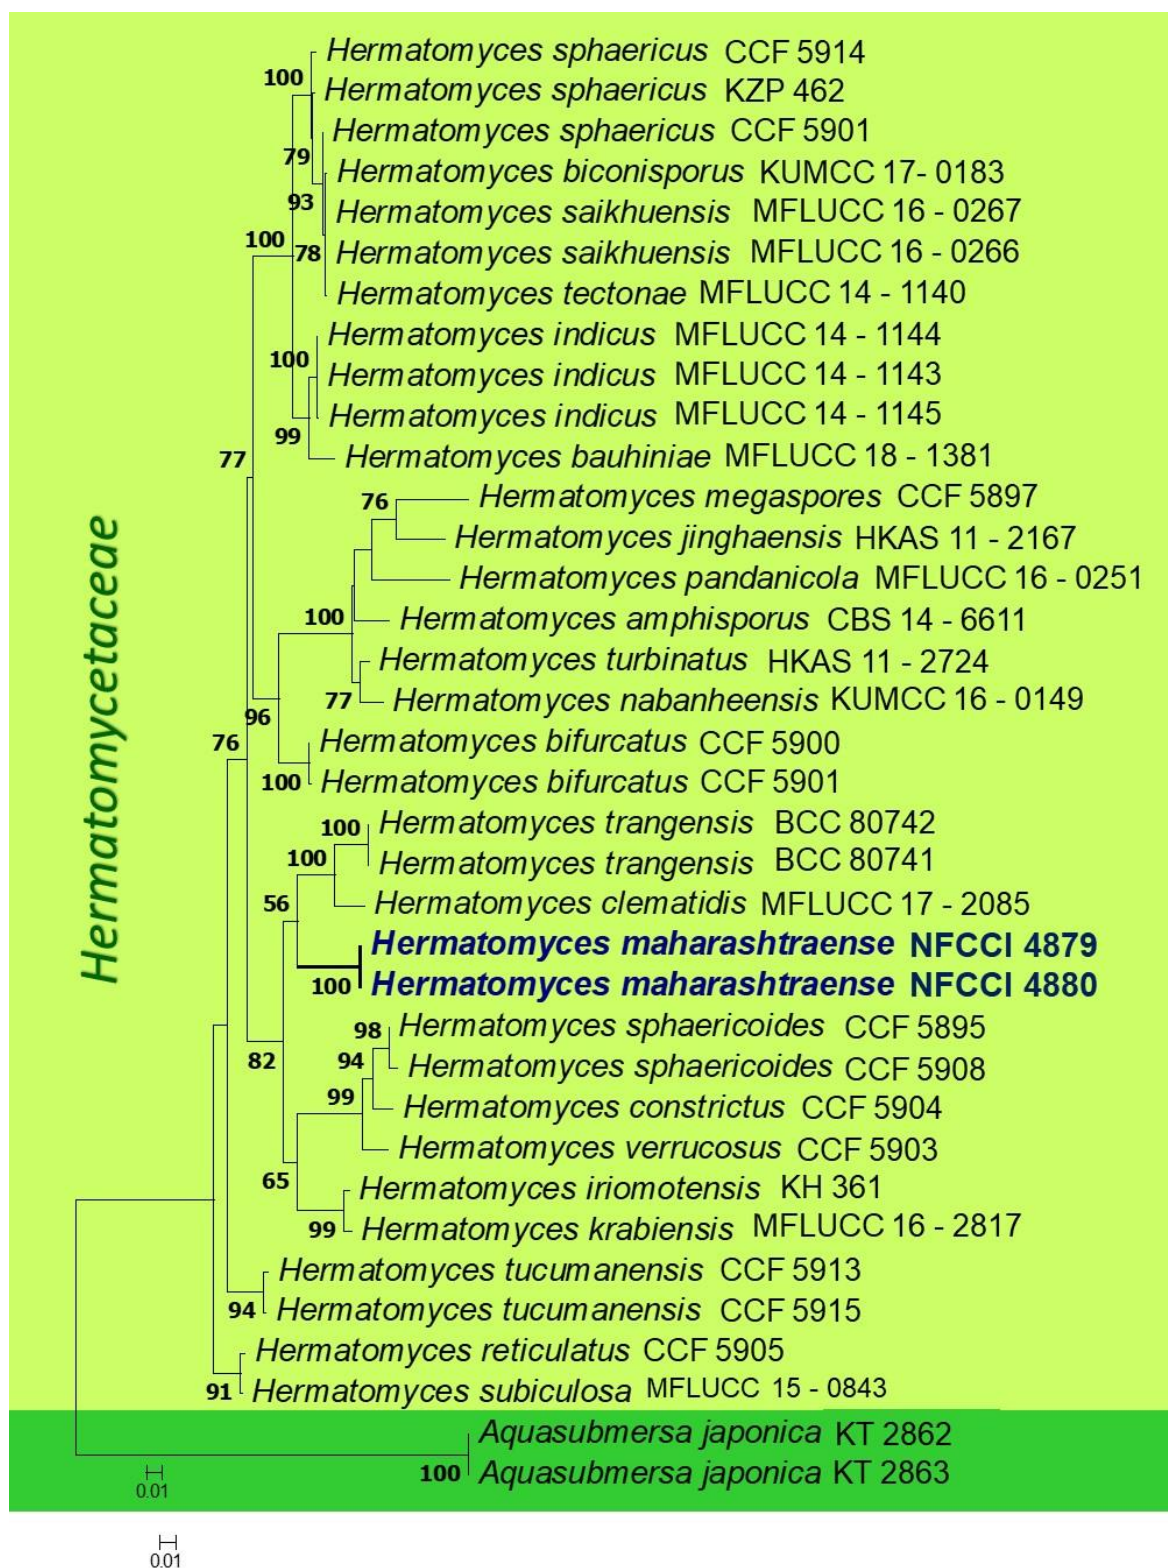 Hermatomycetaceae
Hermatomyces sphaericus CCF 5914
100
Hermatomyces sphaericus KZP 462
Hermatomyces sphaericus CCF 5901
79
Hermatomyces biconisporus KUMCC 17- 0183
93
Hermatomyces saikhuensis MFLUCC 16 - 0267
100
78
Hermatomyces saikhuensis MFLUCC 16 - 0266
Hermatomyces tectonae MFLUCC 14 - 1140
Hermatomyces indicus MFLUCC 14 - 1144
100
Hermatomyces indicus MFLUCC 14 - 1143
Hermatomyces indicus MFLUCC 14 - 1145
99
Hermatomyces bauhiniae MFLUCC 18 - 1381
77
76
Hermatomyces megaspores CCF 5897
Hermatomyces jinghaensis HKAS 11 - 2167
Hermatomyces pandanicola MFLUCC 16 - 0251
100
Hermatomyces amphisporus CBS 14 - 6611
Hermatomyces turbinatus HKAS 11 - 2724
77
Hermatomyces nabanheensis KUMCC 16 - 0149
96
76
Hermatomyces bifurcatus CCF 5900
100
Hermatomyces bifurcatus CCF 5901
100
Hermatomyces trangensis BCC 80742
100
Hermatomyces trangensis BCC 80741
56
Hermatomyces clematidis MFLUCC 17 - 2085
Hermatomyces maharashtraense NFCCI 4879
100
Hermatomyces maharashtraense NFCCI 4880
98
Hermatomyces sphaericoides CCF 5895
82
94
Hermatomyces sphaericoides CCF 5908
99
Hermatomyces constrictus CCF 5904
Hermatomyces verrucosus CCF 5903
65
Hermatomyces iriomotensis KH 361
99
Hermatomyces krabiensis MFLUCC 16 - 2817
Hermatomyces tucumanensis CCF 5913
94
Hermatomyces tucumanensis CCF 5915
Hermatomyces reticulatus CCF 5905
91
Hermatomyces subiculosa MFLUCC 15 - 0843
Aquasubmersa japonica KT 2862
100
Aquasubmersa japonica KT 2863
0.01
0.01